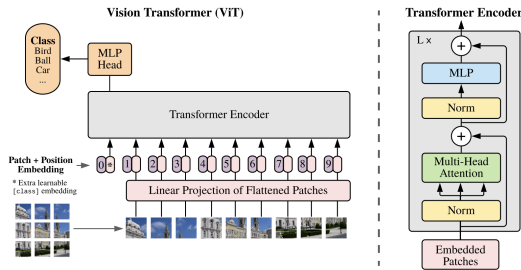 Vision Transformer (ViT)
Class
Bird
Ball
Car
...
MLP
Head
Transformer Encoder
Patch + Position
Embedding
* Extra learnable
[class] embedding
0 * 1 2 3 4 5 6 7 8 9
Linear Projection of Flattened Patches
Transformer Encoder
L x
+
MLP
Norm
+
Multi-Head
Attention
Norm
Embedded
Patches